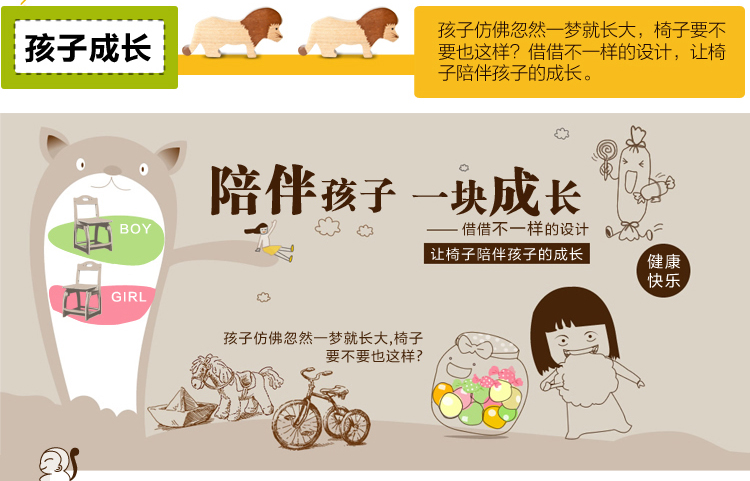 孩子成长
孩子仿佛忽然一梦就长大，椅子要不
要也这样？借借不一样的设计，让椅
子陪伴孩子的成长。
陪伴孩子 一块成长
—— 借借不一样的设计
让椅子陪伴孩子的成长
BOY
GIRL
健康
快乐
孩子仿佛忽然一梦就长大,椅子
要不要也这样?